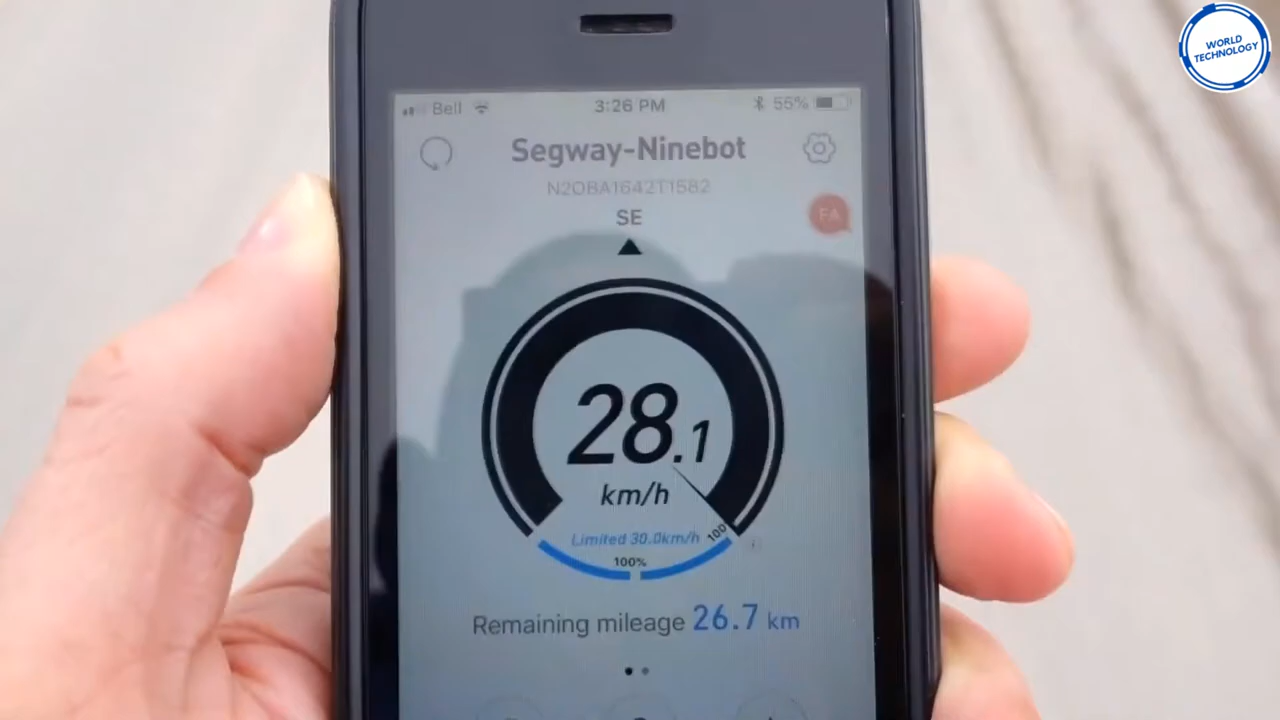 WORLD
TECHNOLOGY
Bell 3:26 PM 55%
Segway-Ninebot
N2OBA1642T1582
SE
FA
28.1
km/h
Limited 30.0km/h 100
100%
Remaining mileage 26.7 km